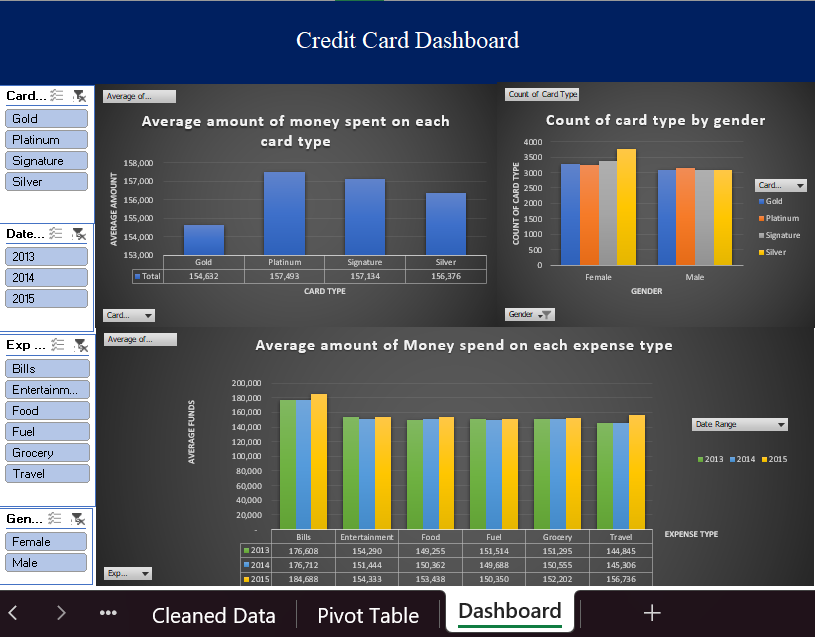 Credit Card Dashboard
Card...
Gold
Platinum
Signature
Silver
Date...
2013
2014
2015
Exp ...
Bills
Entertainm...
Food
Fuel
Grocery
Travel
Gen...
Female
Male
Average of...
Average amount of money spent on each
card type
AVERAGE AMOUNT
158,000
157,000
156,000
155,000
154,000
153,000
Gold Platinum Signature Silver
Total 154,632 157,493 157,134 156,376
CARD TYPE
Card...
Count of Card Type
Count of card type by gender
COUNT OF CARD TYPE
4000
3500
3000
2500
2000
1500
1000
500
0
Female Male
GENDER
Card...
Gold
Platinum
Signature
Silver
Gender
Average of...
Average amount of Money spend on each expense type
AVERAGE FUNDS
200,000
180,000
160,000
140,000
120,000
100,000
80,000
60,000
40,000
20,000
-
Bills Entertainment Food Fuel Grocery Travel
2013 176,608 154,290 149,255 151,514 151,295 144,845
2014 176,712 151,444 150,362 149,688 150,555 145,306
2015 184,688 154,333 153,438 150,350 152,202 156,736
EXPENSE TYPE
Date Range
2013 2014 2015
Exp...
Cleaned Data Pivot Table Dashboard